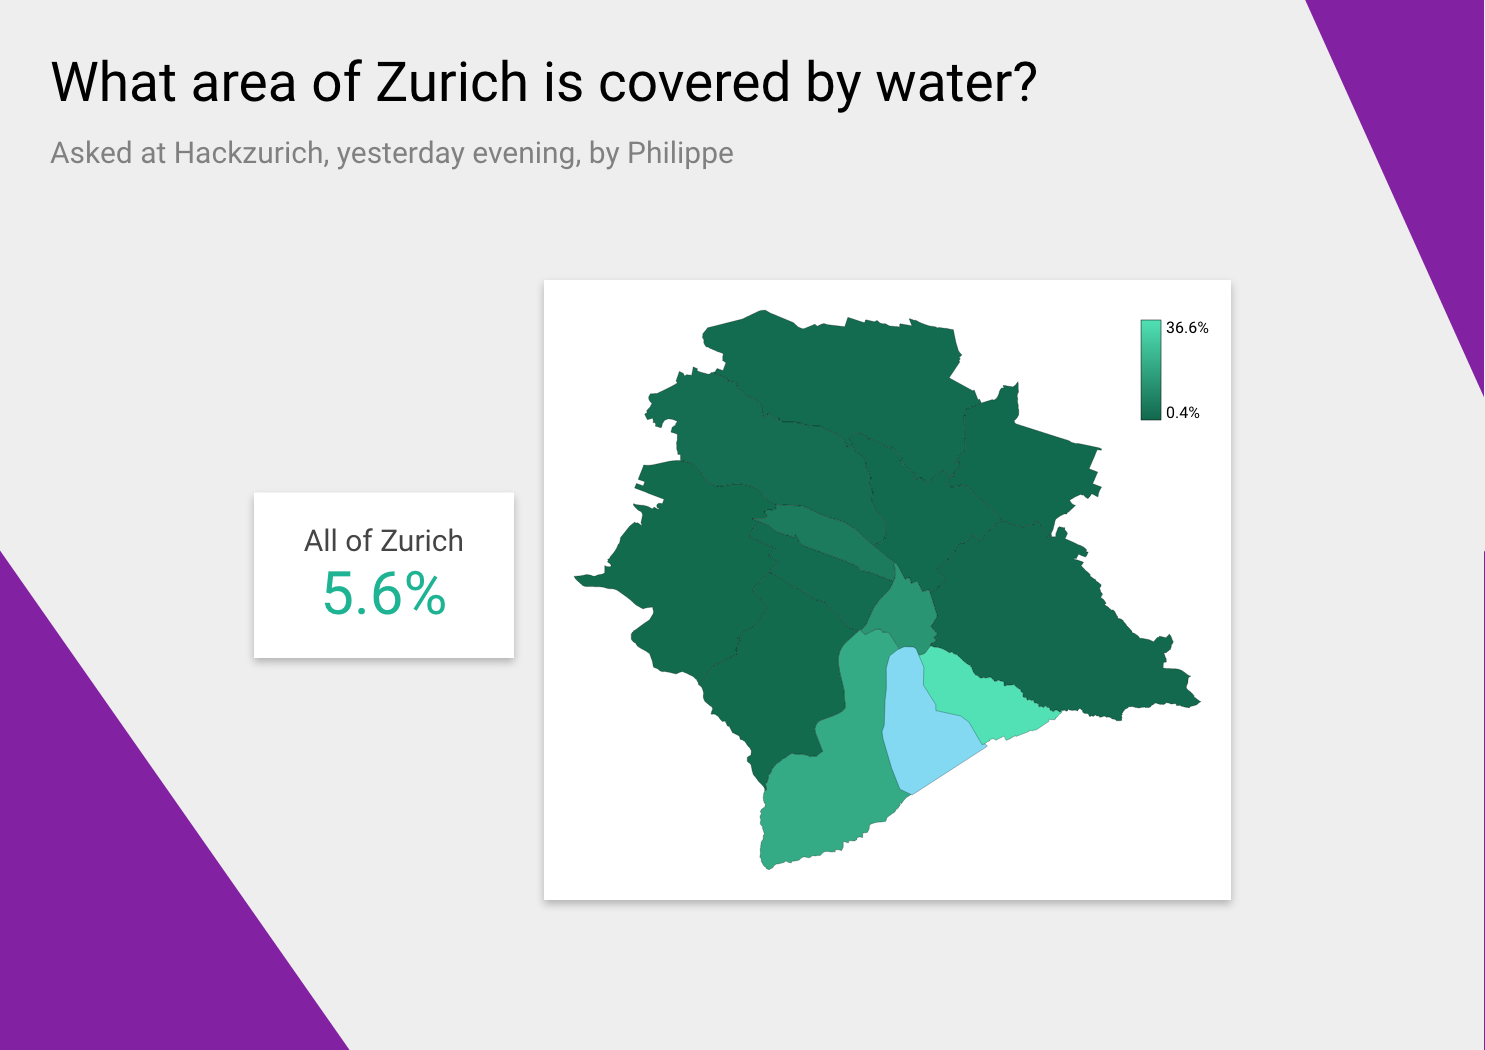 What area of Zurich is covered by water?
Asked at Hackzurich, yesterday evening, by Philippe
36.6%
0.4%
All of Zurich
5.6%